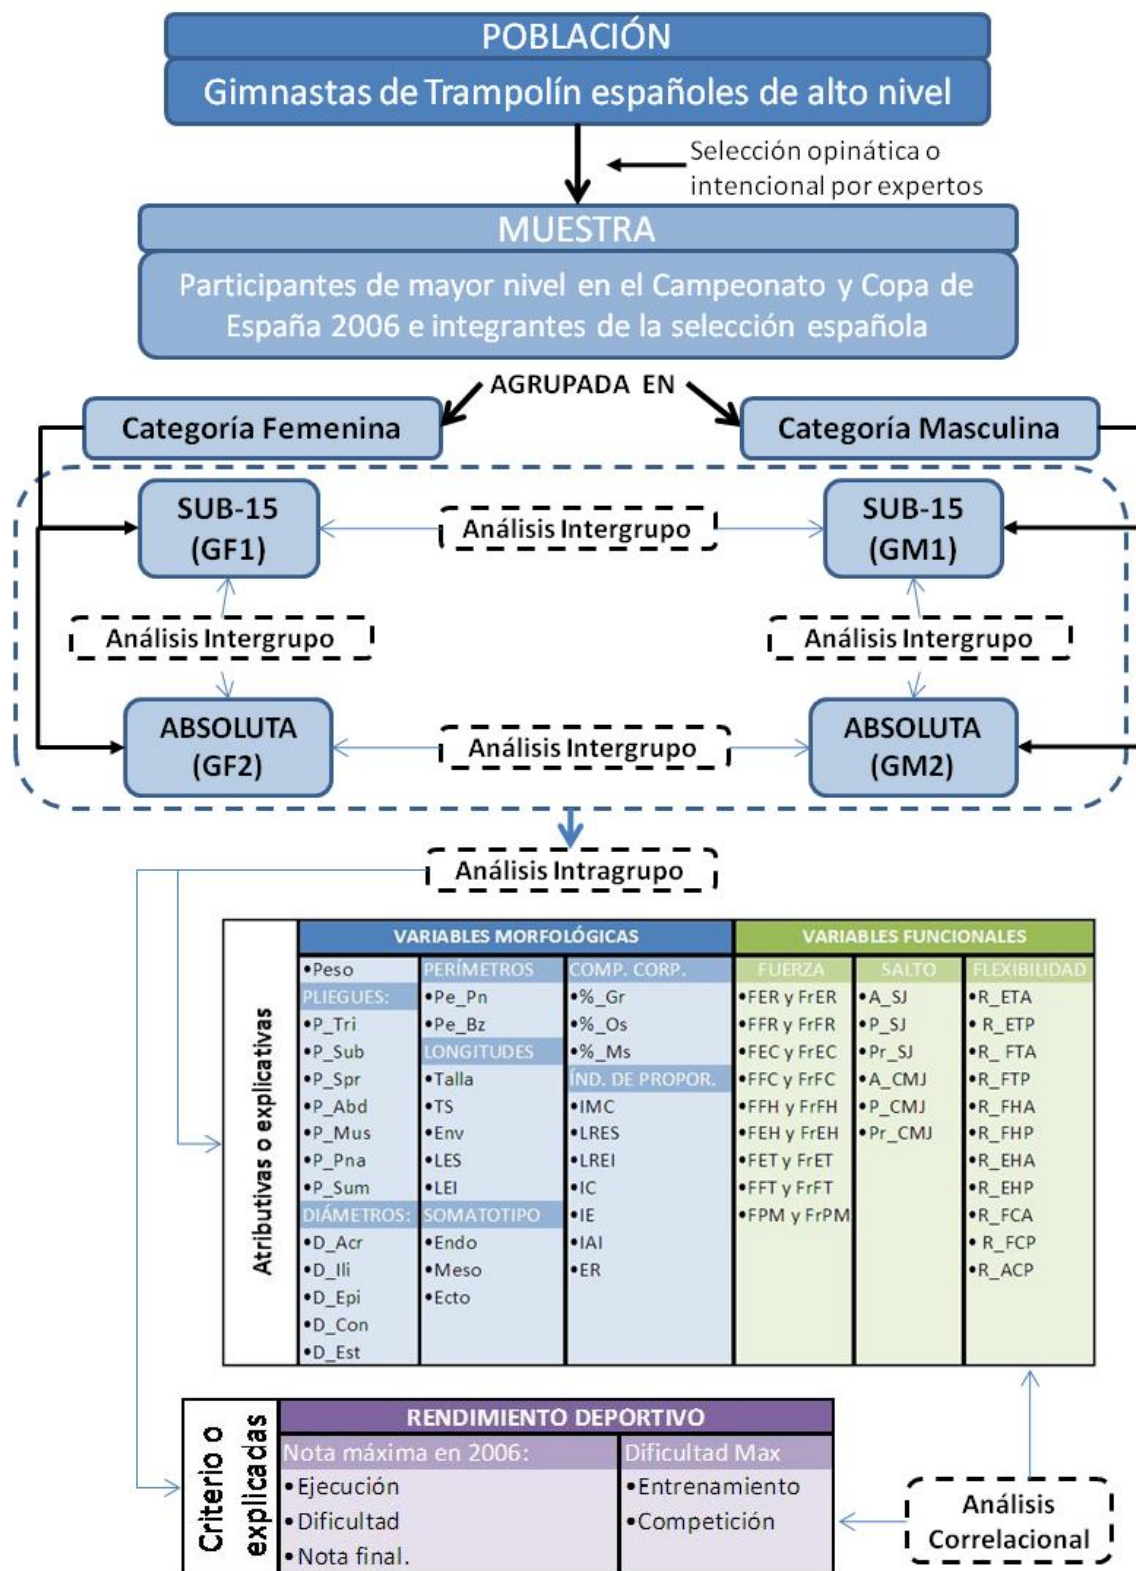 POBLACIÓN
Gimnastas de Trampolín españoles de alto nivel
Selección opinática o
intencional por expertos
MUESTRA
Participantes de mayor nivel en el Campeonato y Copa de
España 2006 e integrantes de la selección española
AGRUPADA EN
Categoría Femenina
Categoría Masculina
SUB-15
(GF1)
Análisis Intergrupo
SUB-15
(GM1)
Análisis Intergrupo
Análisis Intergrupo
ABSOLUTA
(GF2)
Análisis Intergrupo
ABSOLUTA
(GM2)
Análisis Intragrupo
Atributivas o explicativas
VARIABLES MORFOLÓGICAS
•Peso
PLIEGUES:
•P_Tri
•P_Sub
•P_Spr
•P_Abd
•P_Mus
•P_Pna
•P_Sum
DIÁMETROS:
•D_Acr
•D_Ili
•D_Epi
•D_Con
•D_Est
PERÍMETROS
•Pe_Pn
•Pe_Bz
LONGITUDES
•Talla
•TS
•Env
•LES
•LEI
SOMATOTIPO
•Endo
•Meso
•Ecto
COMP. CORP.
•%_Gr
•%_Os
•%_Ms
ÍND. DE PROPOR.
•IMC
•LRES
•LREI
•IC
•IE
•IAI
•ER
VARIABLES FUNCIONALES
FUERZA
•FER y FrER
•FFR y FrFR
•FEC y FrEC
•FFC y FrFC
•FFH y FrFH
•FEH y FrEH
•FET y FrET
•FFT y FrFT
•FPM y FrPM
SALTO
•A_SJ
•P_SJ
•Pr_SJ
•A_CMJ
•P_CMJ
•Pr_CMJ
FLEXIBILIDAD
•R_ETA
• R_ETP
•R_ FTA
•R_FTP
•R_FHA
•R_FHP
•R_EHA
•R_EHP
•R_FCA
• R_FCP
•R_ACP
Criterio o
explicadas
RENDIMIENTO DEPORTIVO
Nota máxima en 2006:
•Ejecución
•Dificultad
•Nota final.
Dificultad Max
•Entrenamiento
•Competición
Análisis
Correlacional